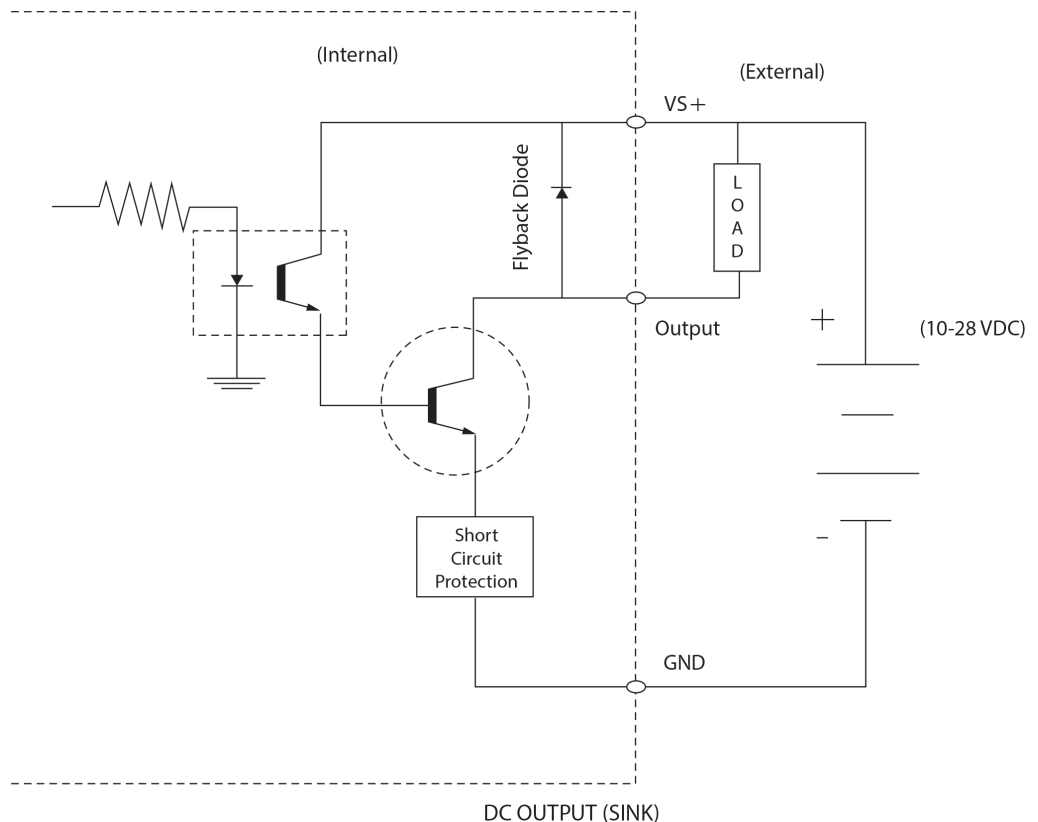 (Internal)
(External)
VS+
Flyback Diode
L
O
A
D
Output
+
(10-28 VDC)
Short
Circuit
Protection
-
GND
DC OUTPUT (SINK)